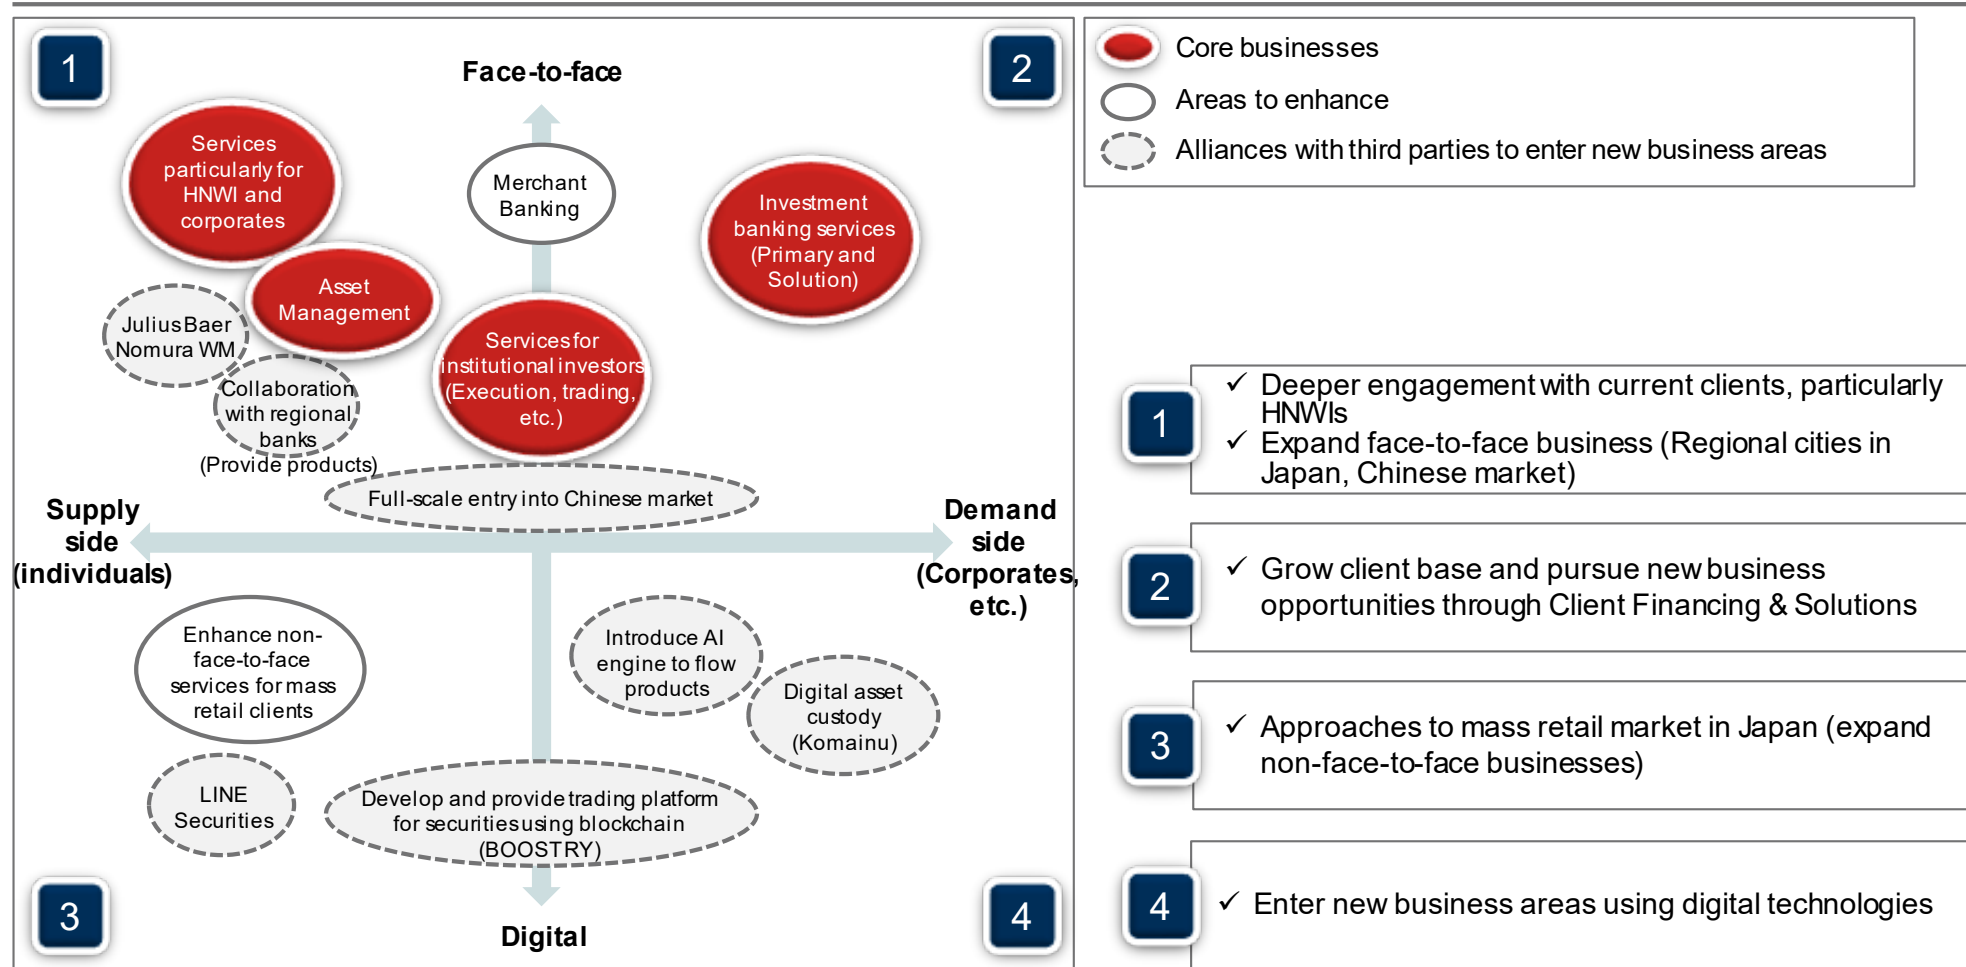 1
2
Face-to-face
Services
particularly for
HNWI and
corporates
Merchant
Banking
Investment
banking services
(Primary and
Solution)
Asset
Management
Julius Baer
Nomura WM
Services for
institutional investors
(Execution, trading,
etc.)
Collaboration
with regional
banks
(Provide products)
Full-scale entry into Chinese market
Supply
side
(individuals)
Demand
side
(Corporates,
etc.)
Enhance non-
face-to-face
services for mass
retail clients
Introduce AI
engine to flow
products
Digital asset
custody
(Komainu)
LINE
Securities
Develop and provide trading platform
for securities using blockchain
(BOOSTRY)
3
4
Digital
Core businesses
Areas to enhance
Alliances with third parties to enter new business areas
1
✓ Deeper engagement with current clients, particularly
HNWIs
✓ Expand face-to-face business (Regional cities in
Japan, Chinese market)
2
✓ Grow client base and pursue new business
opportunities through Client Financing & Solutions
3
✓ Approaches to mass retail market in Japan (expand
non-face-to-face businesses)
4
✓ Enter new business areas using digital technologies